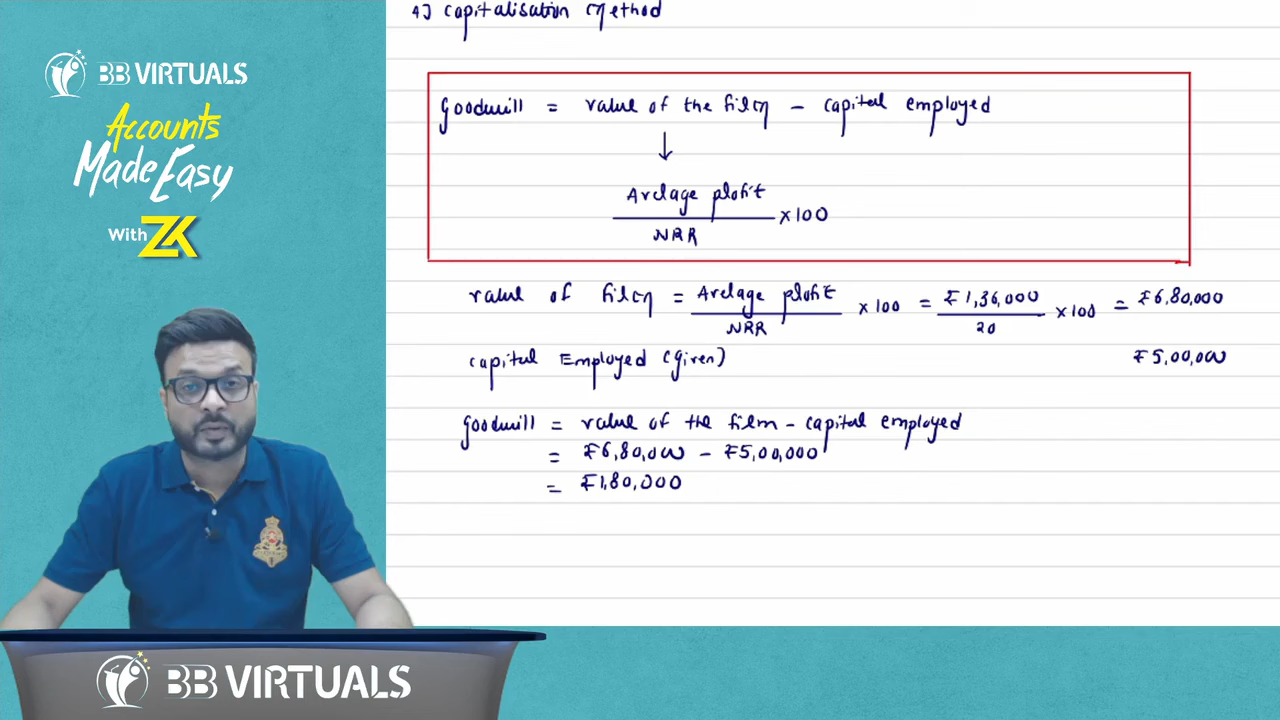 4) Capitalisation Method
BB VIRTUALS
Accounts
Made Easy
With ZK
Goodwill = Value of the firm - Capital employed
↓
Average profit
NRR
×100
Value of firm = Average profit / NRR × 100 = ₹1,36,000 / 20 × 100 = ₹6,80,000
Capital Employed (given) ₹5,00,000
Goodwill = Value of the firm - Capital employed
= ₹6,80,000 - ₹5,00,000
= ₹1,80,000
BB VIRTUALS